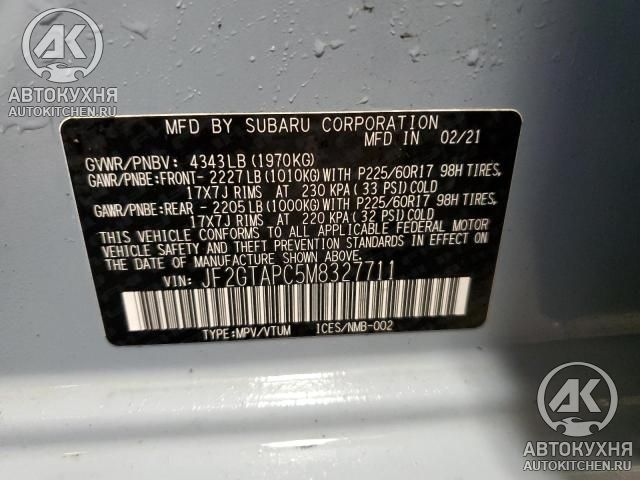 AK
АВТОКУХНЯ
AVTOKITCHEN.RU
MFD BY SUBARU CORPORATION
MFD IN 02/21
GVWR/PNBV: 4343LB (1970KG)
GAWR/PNBE:FRONT- 2227LB (1010KG) WITH P225/60R17 98H TIRES,
17X7J RIMS AT 230 KPA (33 PSI) COLD
GAWR/PNBE:REAR - 2205LB (1000KG) WITH P225/60R17 98H TIRES,
17X7J RIMS AT 220 KPA (32 PSI) COLD
THIS VEHICLE CONFORMS TO ALL APPLICABLE FEDERAL MOTOR
VEHICLE SAFETY AND THEFT PREVENTION STANDARDS IN EFFECT ON
THE DATE OF MANUFACTURE SHOWN ABOVE.
VIN: JF2GTAPC5M8327711
TYPE:MPV/VTUM ICES/NMB-002
AK
АВТОКУХНЯ
AVTOKITCHEN.RU